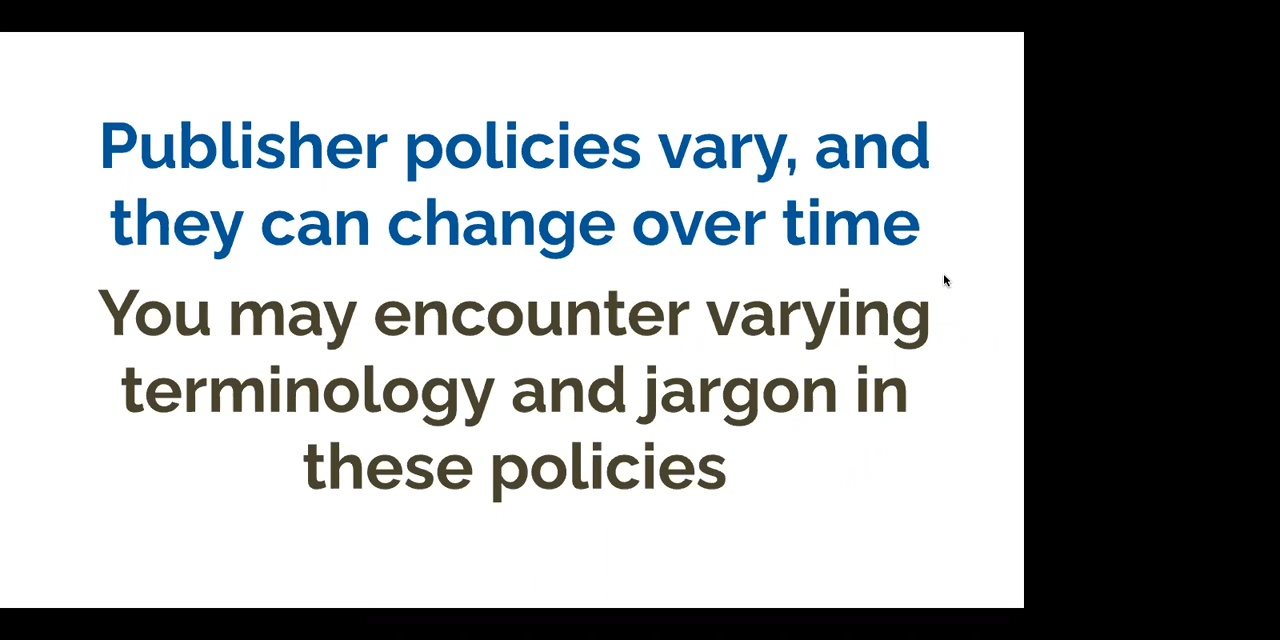 Publisher policies vary, and
they can change over time
You may encounter varying
terminology and jargon in
these policies